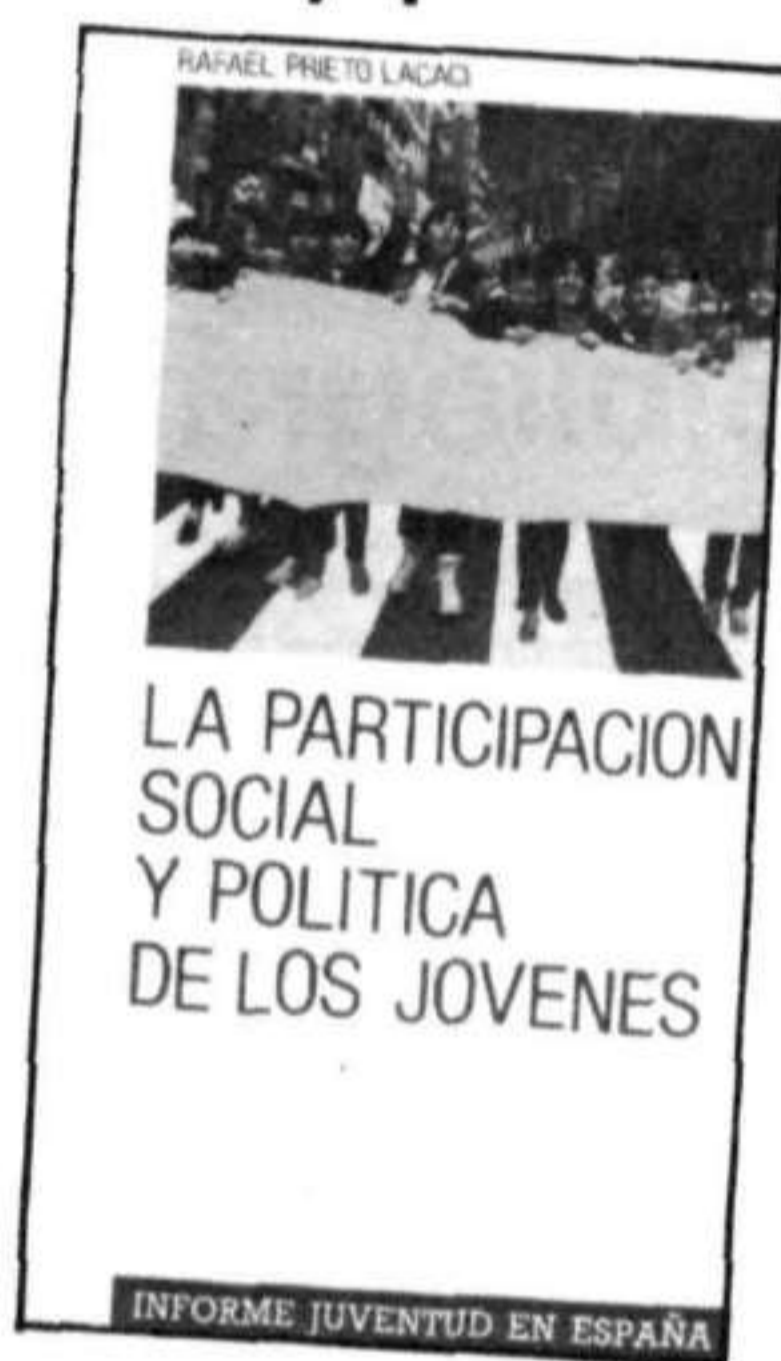 RAFAEL PRIETO LACACI
LA PARTICIPACION
SOCIAL
Y POLITICA
DE LOS JOVENES
INFORME JUVENTUD EN ESPAÑA